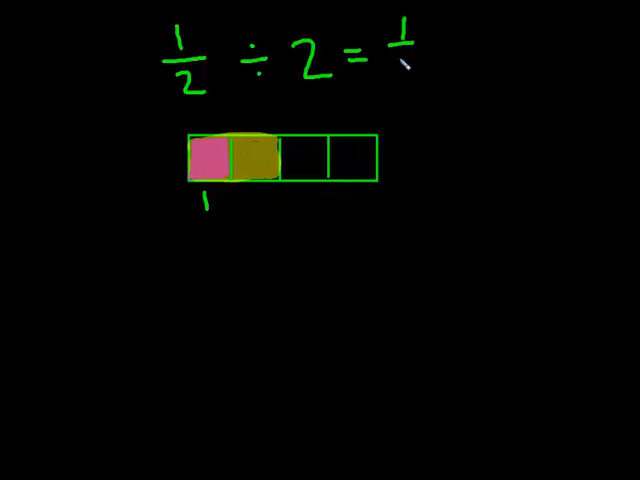 1/2 ÷ 2 = 1/
1